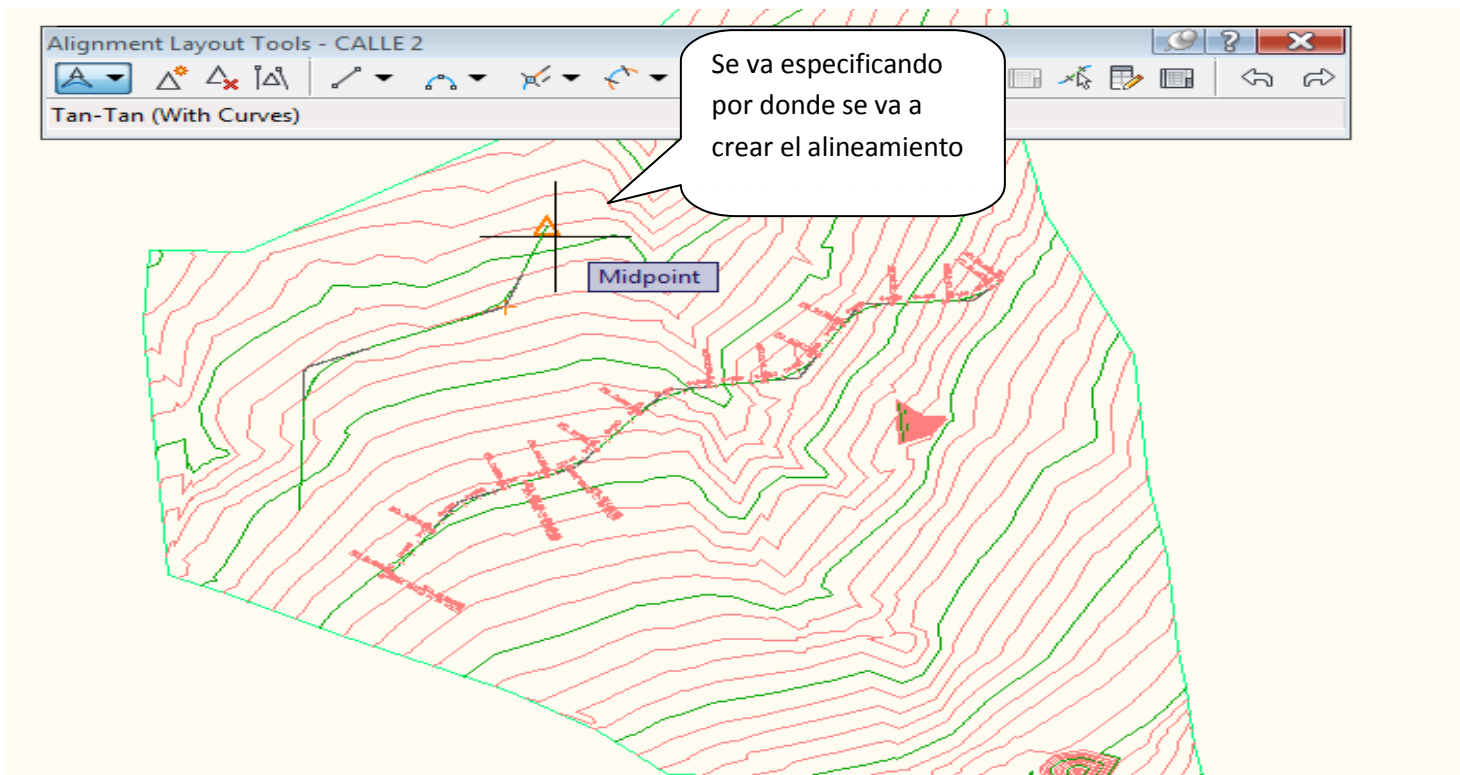 Alignment Layout Tools - CALLE 2
Tan-Tan (With Curves)
Se va especificando
por donde se va a
crear el alineamiento
Midpoint